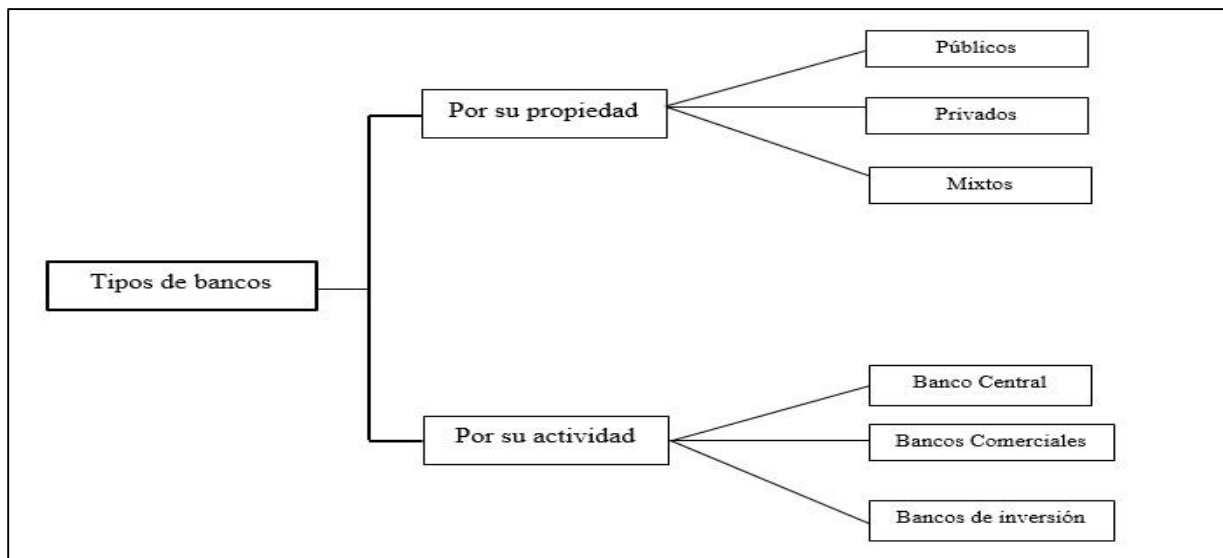 Tipos de bancos
Por su propiedad
Públicos
Privados
Mixtos
Por su actividad
Banco Central
Bancos Comerciales
Bancos de inversión